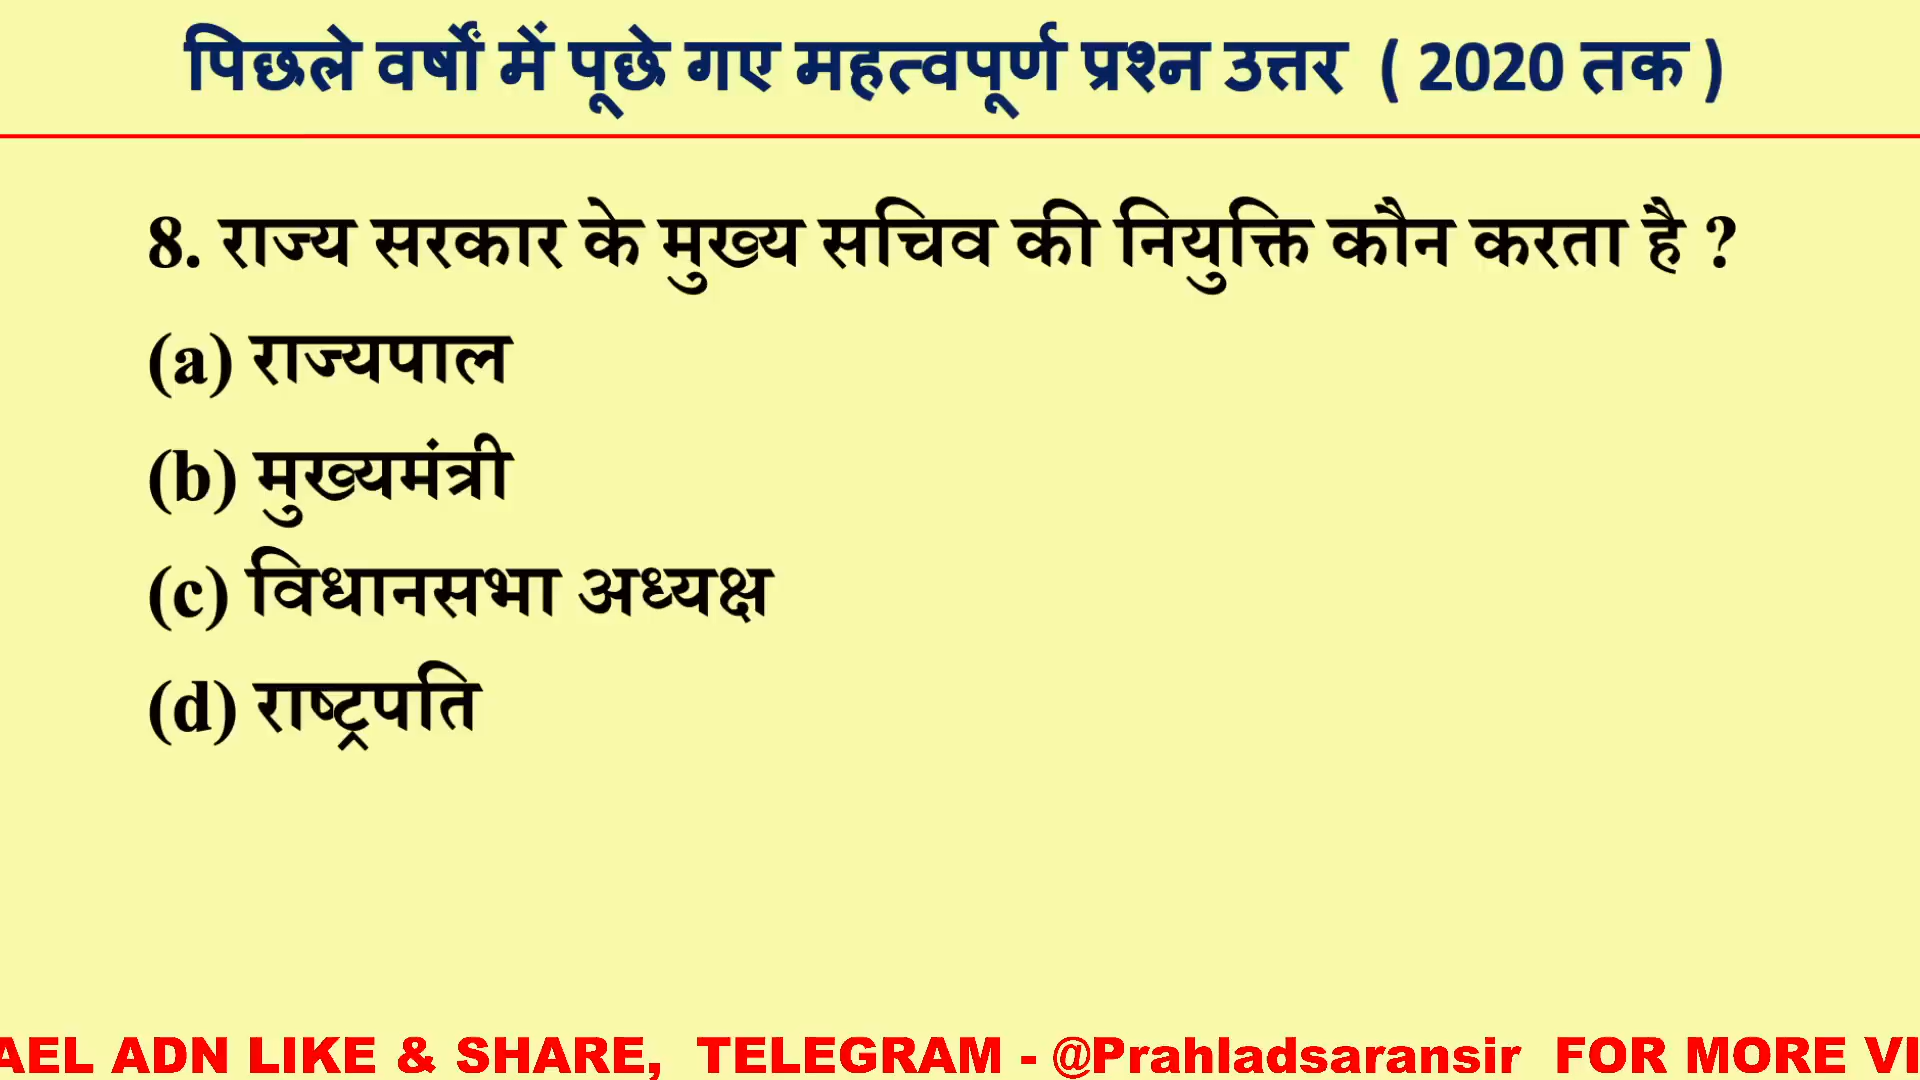 पिछले वर्षों में पूछे गए महत्वपूर्ण प्रश्न उत्तर ( 2020 तक )
8. राज्य सरकार के मुख्य सचिव की नियुक्ति कौन करता है ?
(a) राज्यपाल
(b) मुख्यमंत्री
(c) विधानसभा अध्यक्ष
(d) राष्ट्रपति
AEL ADN LIKE & SHARE, TELEGRAM - @Prahladsaransir FOR MORE VI